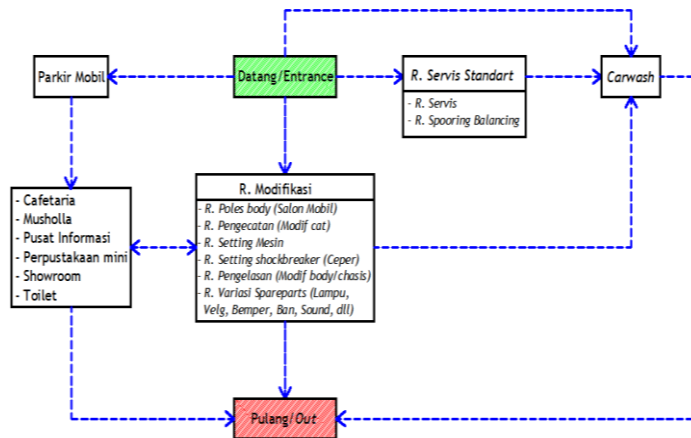 Parkir Mobil
Datang/Entrance
R. Servis Standart
- R. Servis
- R. Spooring Balancing
Carwash
- Cafetaria
- Musholla
- Pusat Informasi
- Perpustakaan mini
- Showroom
- Toilet
R. Modifikasi
- R. Poles body (Salon Mobil)
- R. Pengecatan (Modif cat)
- R. Setting Mesin
- R. Setting shockbreaker (Ceper)
- R. Pengelasan (Modif body/chasis)
- R. Variasi Spareparts (Lampu,
Velg, Bemper, Ban, Sound, dll)
Pulang/Out